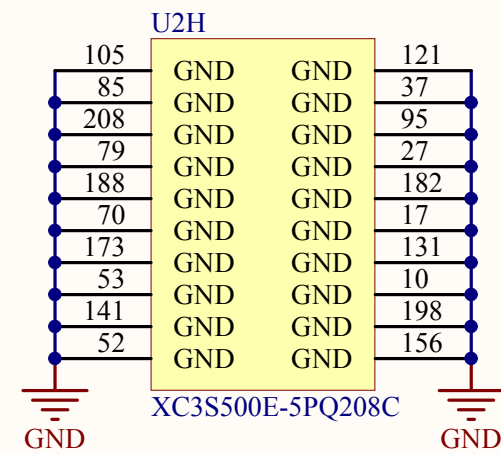 U2H
105 GND GND 121
85 GND GND 37
208 GND GND 95
79 GND GND 27
188 GND GND 182
70 GND GND 17
173 GND GND 131
53 GND GND 10
141 GND GND 198
52 GND GND 156
XC3S500E-5PQ208C
GND GND